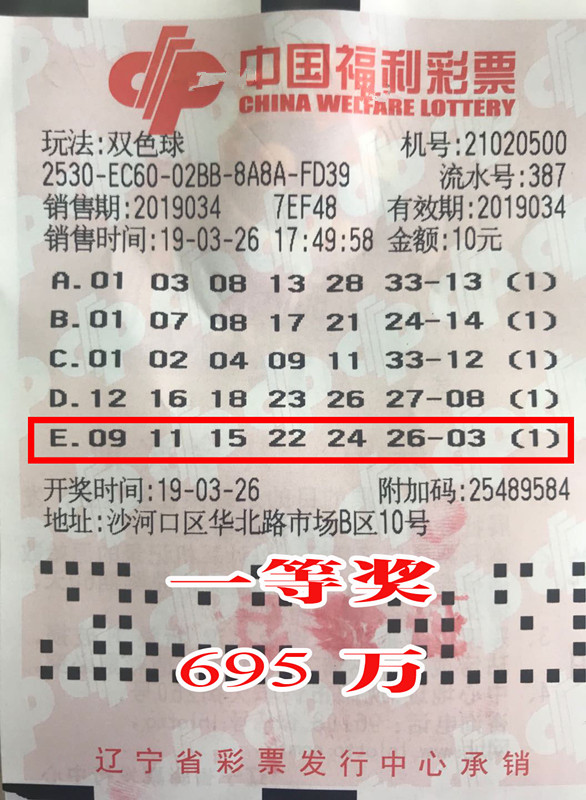 中国福利彩票
CHINA WELFARE LOTTERY
玩法:双色球 机号:21020500
2530-EC60-02BB-8A8A-FD39 流水号:387
销售期:2019034 7EF48 有效期:2019034
销售时间:19-03-26 17:49:58 金额:10元
A.01 03 08 13 28 33-13 (1)
B.01 07 08 17 21 24-14 (1)
C.01 02 04 09 11 33-12 (1)
D.12 16 18 23 26 27-08 (1)
E.09 11 15 22 24 26-03 (1)
开奖时间:19-03-26 附加码:25489584
地址:沙河口区华北路市场B区10号
一等奖
695 万
辽宁省彩票发行中心承销